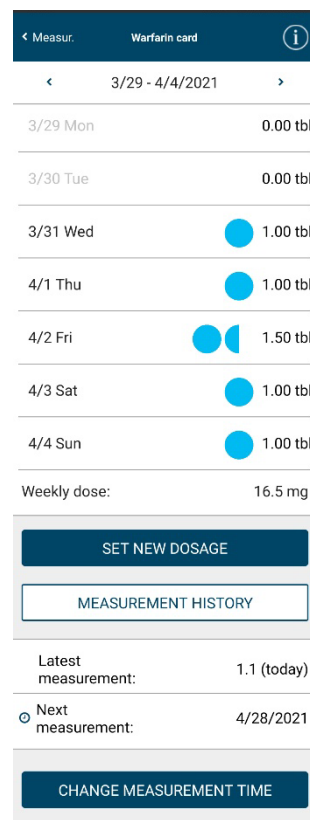 Measur. Warfarin card i
3/29 - 4/4/2021
3/29 Mon 0.00 tbl
3/30 Tue 0.00 tbl
3/31 Wed 1.00 tbl
4/1 Thu 1.00 tbl
4/2 Fri 1.50 tbl
4/3 Sat 1.00 tbl
4/4 Sun 1.00 tbl
Weekly dose: 16.5 mg
SET NEW DOSAGE
MEASUREMENT HISTORY
Latest
measurement: 1.1 (today)
Next
measurement: 4/28/2021
CHANGE MEASUREMENT TIME